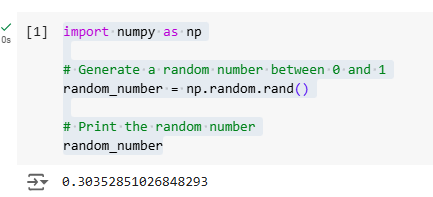 [1] import numpy as np
# Generate a random number between 0 and 1
random_number = np.random.rand()
# Print the random number
random_number
0s
0.30352851026848293